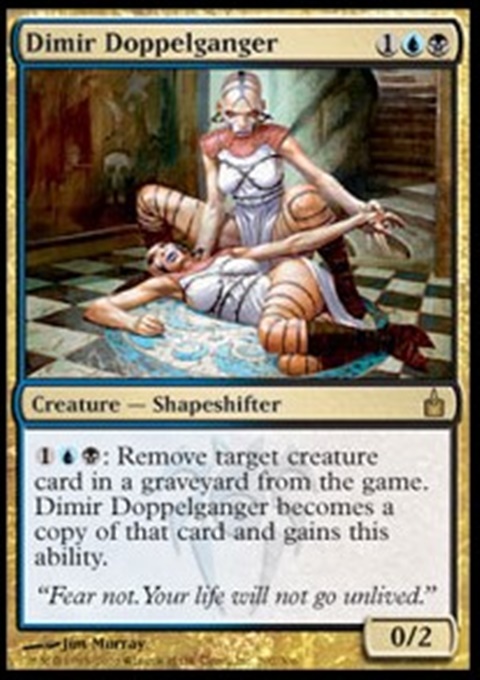 Dimir Doppelganger 1
Creature — Shapeshifter
1 : Remove target creature
card in a graveyard from the game.
Dimir Doppelganger becomes a
copy of that card and gains this
ability.
“Fear not. Your life will not go unlived.”
Jim Murray
0/2